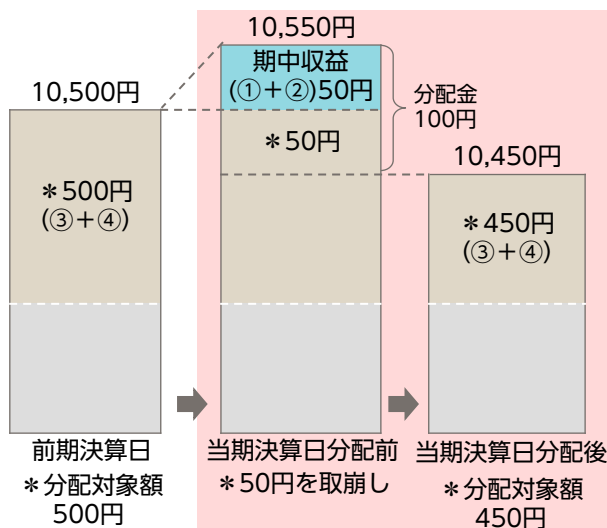 10,550円
期中収益
(①+②)50円
10,500円
分配金
100円
*50円
10,450円
*500円
(③+④)
*450円
(③+④)
前期決算日
当期決算日分配前
当期決算日分配後
*分配対象額
500円
*50円を取崩し
*分配対象額
450円